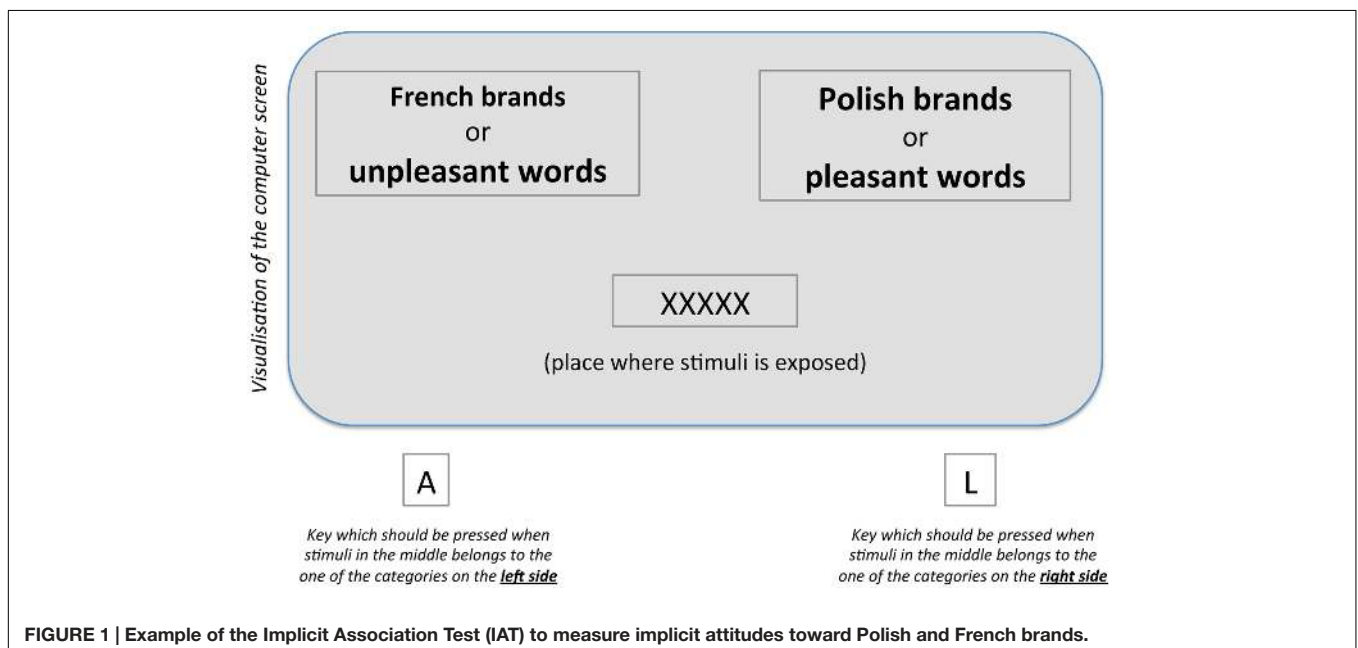 Visualisation of the computer screen
French brands
or
unpleasant words
Polish brands
or
pleasant words
XXXXX
(place where stimuli is exposed)
A
Key which should be pressed when
stimuli in the middle belongs to the
one of the categories on the left side
L
Key which should be pressed when
stimuli in the middle belongs to the
one of the categories on the right side
FIGURE 1 | Example of the Implicit Association Test (IAT) to measure implicit attitudes toward Polish and French brands.